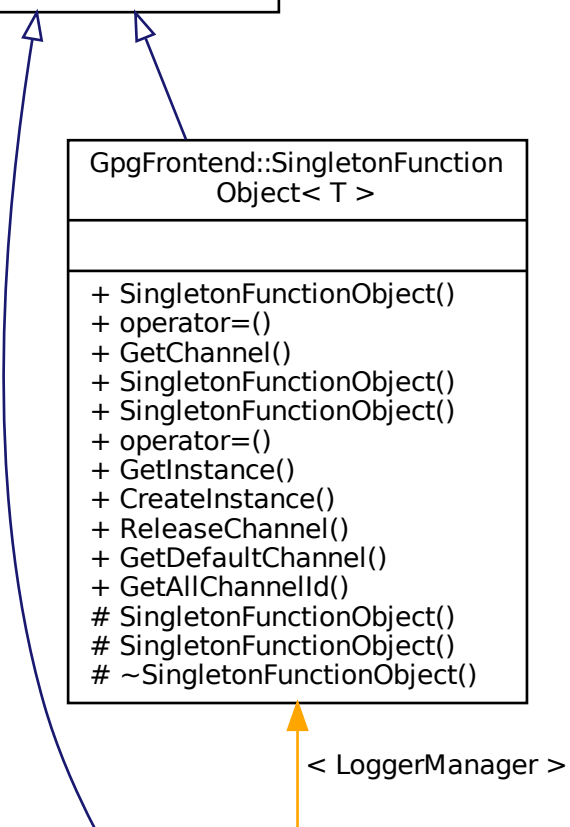 GpgFrontend::SingletonFunction
Object< T >
+ SingletonFunctionObject()
+ operator=()
+ GetChannel()
+ SingletonFunctionObject()
+ SingletonFunctionObject()
+ operator=()
+ GetInstance()
+ CreateInstance()
+ ReleaseChannel()
+ GetDefaultChannel()
+ GetAllChannelId()
# SingletonFunctionObject()
# SingletonFunctionObject()
# ~SingletonFunctionObject()
< LoggerManager >